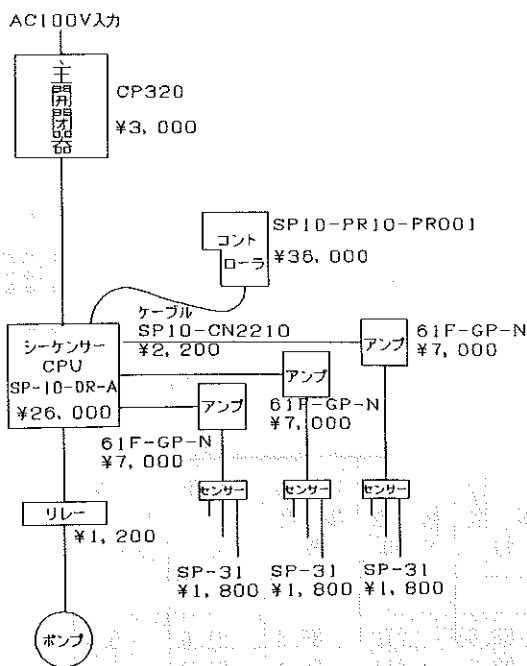 AC100V入力
主開閉器
CP320
¥3,000
SP10-PR10-PR001
コント
ローラ
¥36,000
ケーブル
SP10-CN2210
¥2,200
シーケンサー
CPU
SP-10-DR-A
¥26,000
アンプ
61F-GP-N
¥7,000
アンプ
61F-GP-N
¥7,000
アンプ
61F-GP-N
¥7,000
センサー
センサー
センサー
リレー
¥1,200
SP-31
¥1,800
SP-31
¥1,800
SP-31
¥1,800
ポンプ